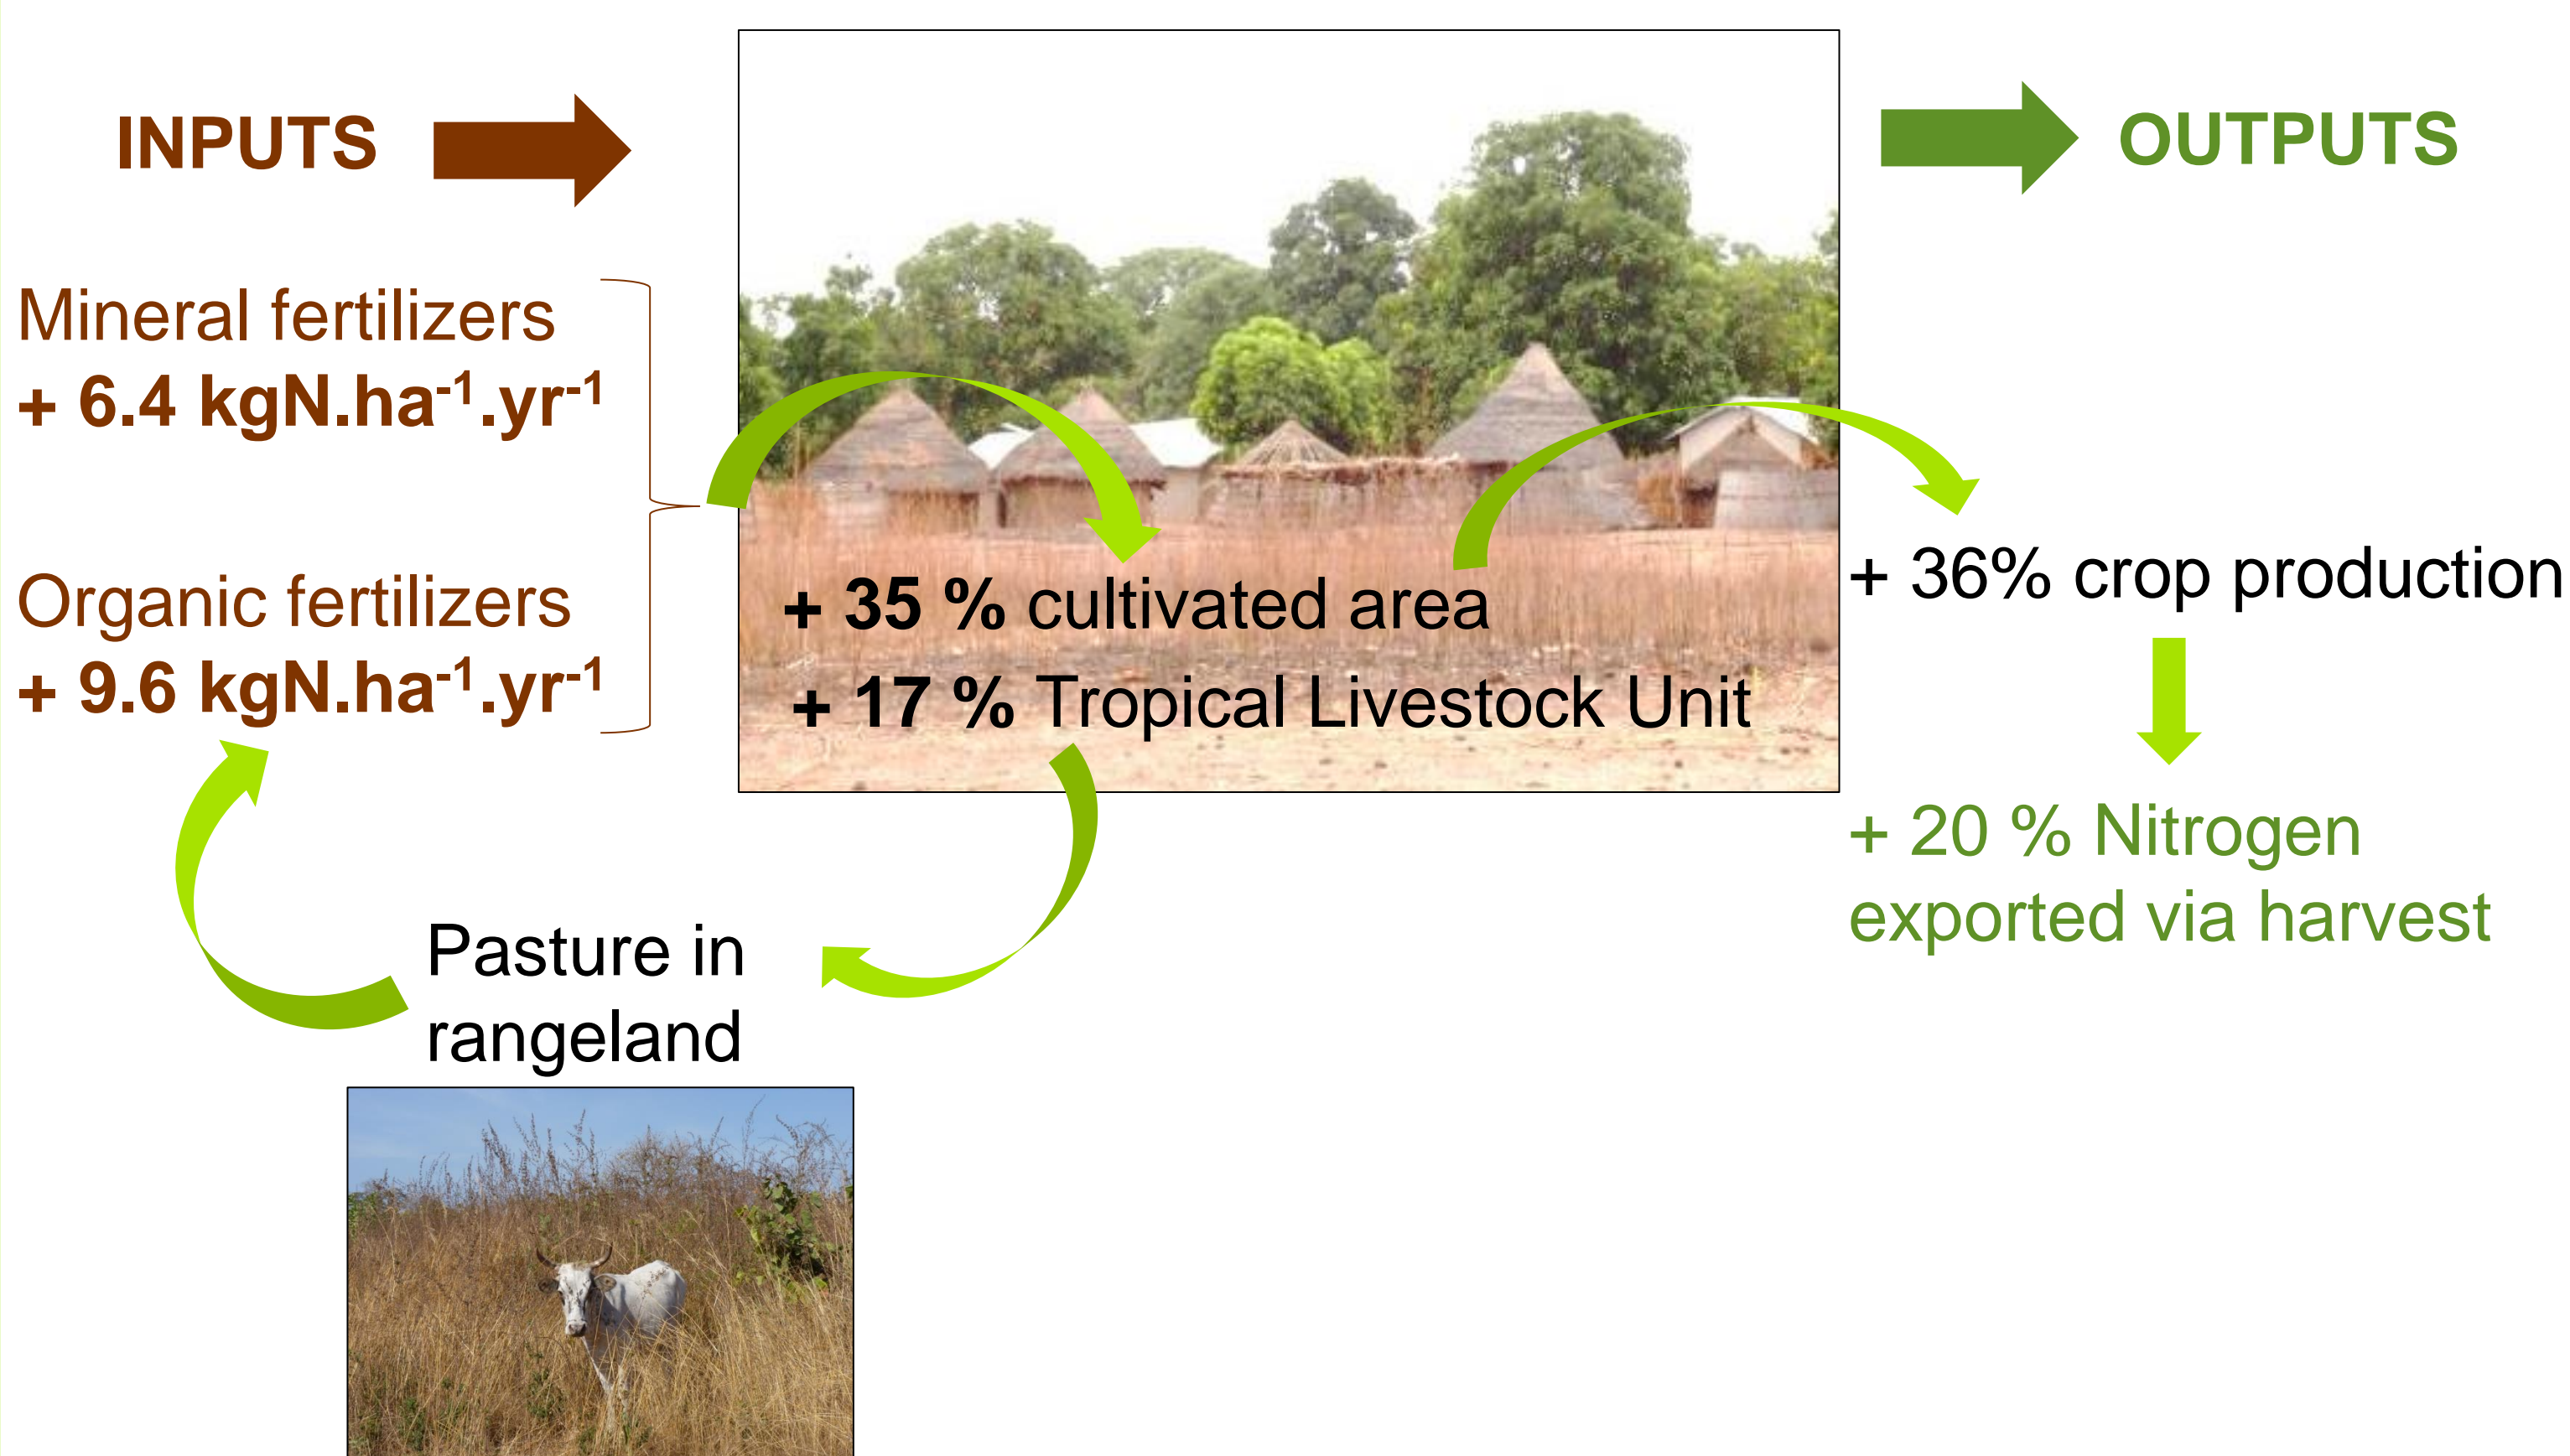 INPUTS
OUTPUTS
Mineral fertilizers
+ 6.4 kgN.ha⁻¹.yr⁻¹
Organic fertilizers
+ 9.6 kgN.ha⁻¹.yr⁻¹
+ 35 % cultivated area
+ 17 % Tropical Livestock Unit
+ 36% crop production
+ 20 % Nitrogen
exported via harvest
Pasture in
rangeland